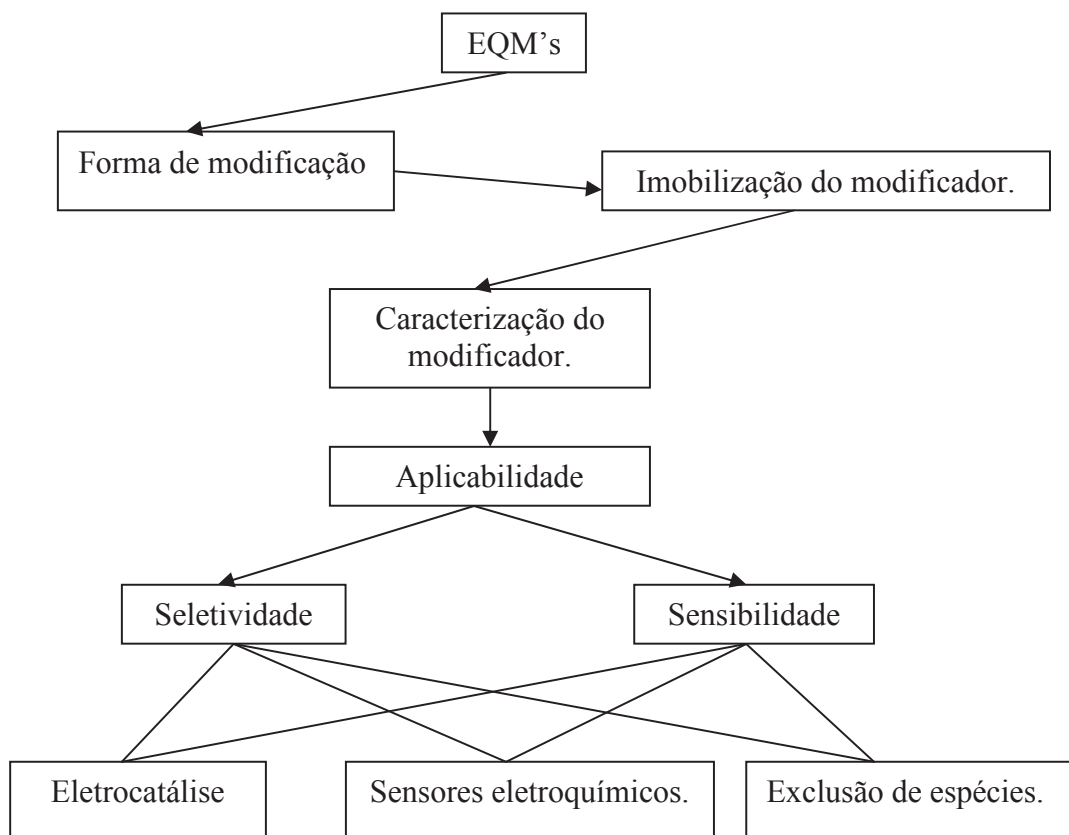 EQM’s
Forma de modificação
Imobilização do modificador.
Caracterização do
modificador.
Aplicabilidade
Seletividade
Sensibilidade
Eletrocatálise
Sensores eletroquímicos.
Exclusão de espécies.